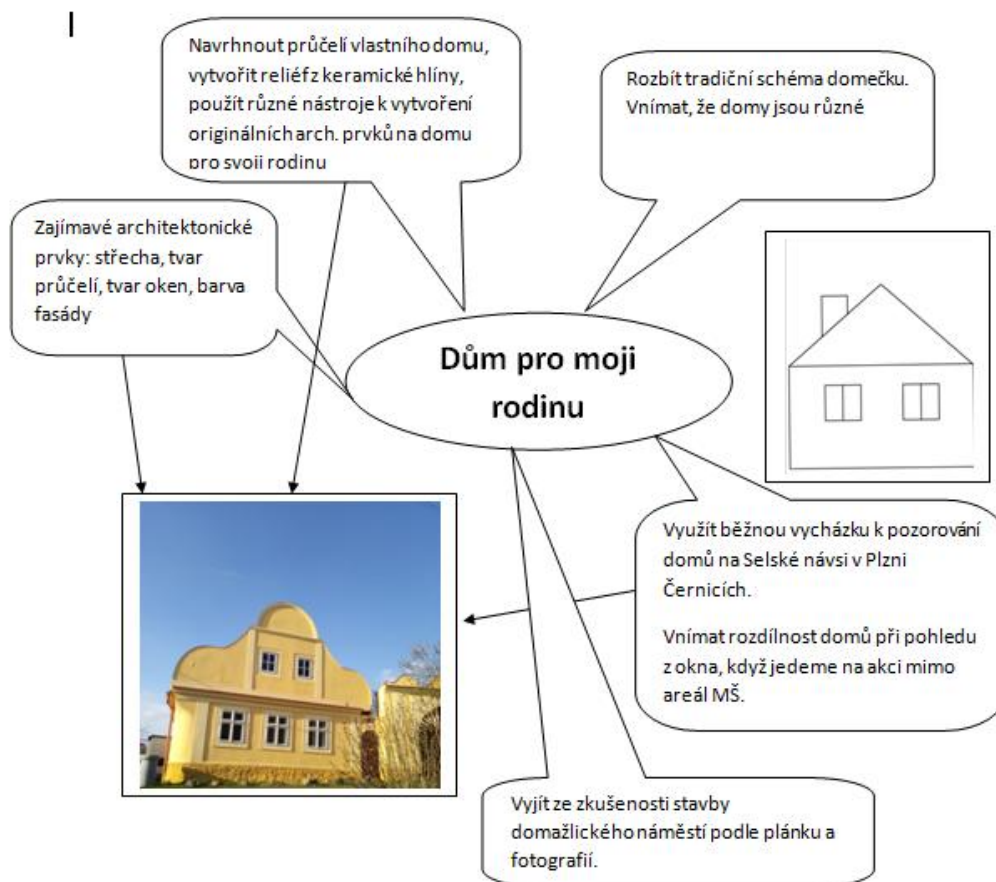 Navrhnout průčelí vlastního domu,
vytvořit reliéf z keramické hlíny,
použít různé nástroje k vytvoření
originálních arch. prvků na domu
pro svoji rodinu
Rozbít tradiční schéma domečku.
Vnímat, že domy jsou různé
Zajímavé architektonické
prvky: střecha, tvar
průčelí, tvar oken, barva
fasády
Dům pro moji
rodinu
Využít běžnou vycházku k pozorování
domů na Selské návsi v Plzni
Černicích.
Vnímat rozdílnost domů při pohledu
z okna, když jedeme na akci mimo
areál MŠ.
Vyjít ze zkušenosti stavby
domažlického náměstí podle plánku a
fotografií.